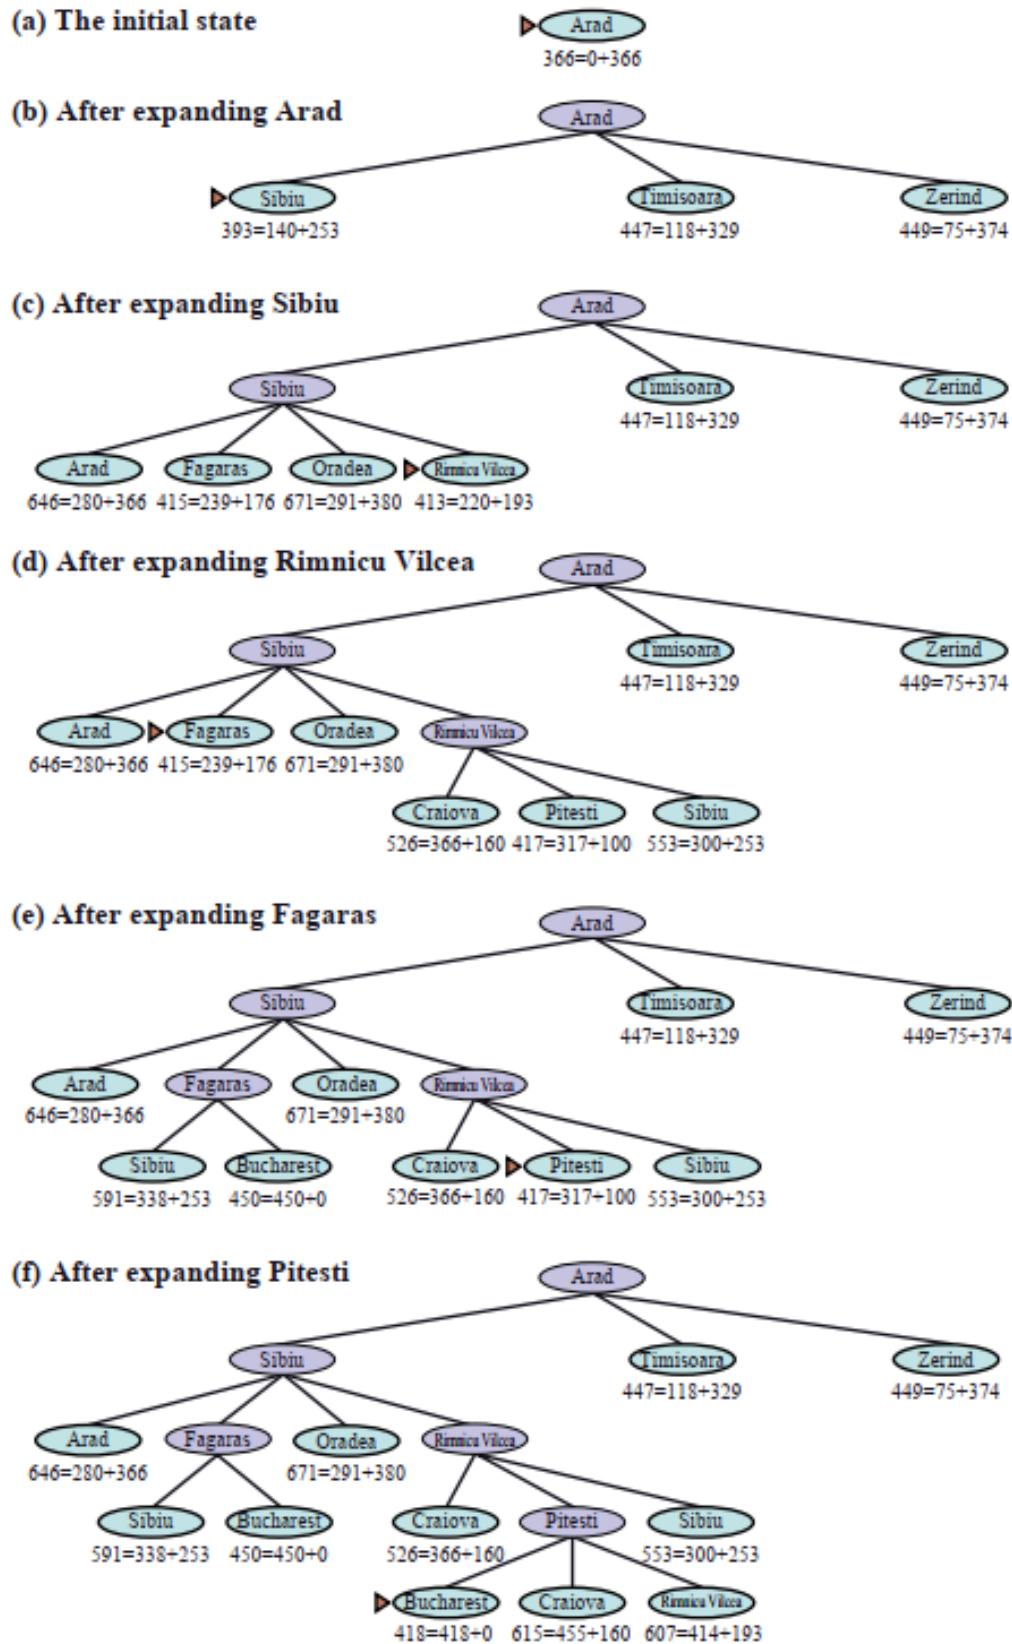 (a) The initial state
Arad
366=0+366
(b) After expanding Arad
Arad
Sibiu Timisoara Zerind
393=140+253 447=118+329 449=75+374
(c) After expanding Sibiu
Arad
Sibiu Timisoara Zerind
447=118+329 449=75+374
Arad Fagaras Oradea Rimnicu Vilcea
646=280+366 415=239+176 671=291+380 413=220+193
(d) After expanding Rimnicu Vilcea
Arad
Sibiu Timisoara Zerind
447=118+329 449=75+374
Arad Fagaras Oradea Rimnicu Vilcea
646=280+366 415=239+176 671=291+380
Craiova Pitesti Sibiu
526=366+160 417=317+100 553=300+253
(e) After expanding Fagaras
Arad
Sibiu Timisoara Zerind
447=118+329 449=75+374
Arad Fagaras Oradea Rimnicu Vilcea
646=280+366 671=291+380
Sibiu Bucharest Craiova Pitesti Sibiu
591=338+253 450=450+0 526=366+160 417=317+100 553=300+253
(f) After expanding Pitesti
Arad
Sibiu Timisoara Zerind
447=118+329 449=75+374
Arad Fagaras Oradea Rimnicu Vilcea
646=280+366 671=291+380
Sibiu Bucharest Craiova Pitesti Sibiu
591=338+253 450=450+0 526=366+160 553=300+253
Bucharest Craiova Rimnicu Vilcea
418=418+0 615=455+160 607=414+193